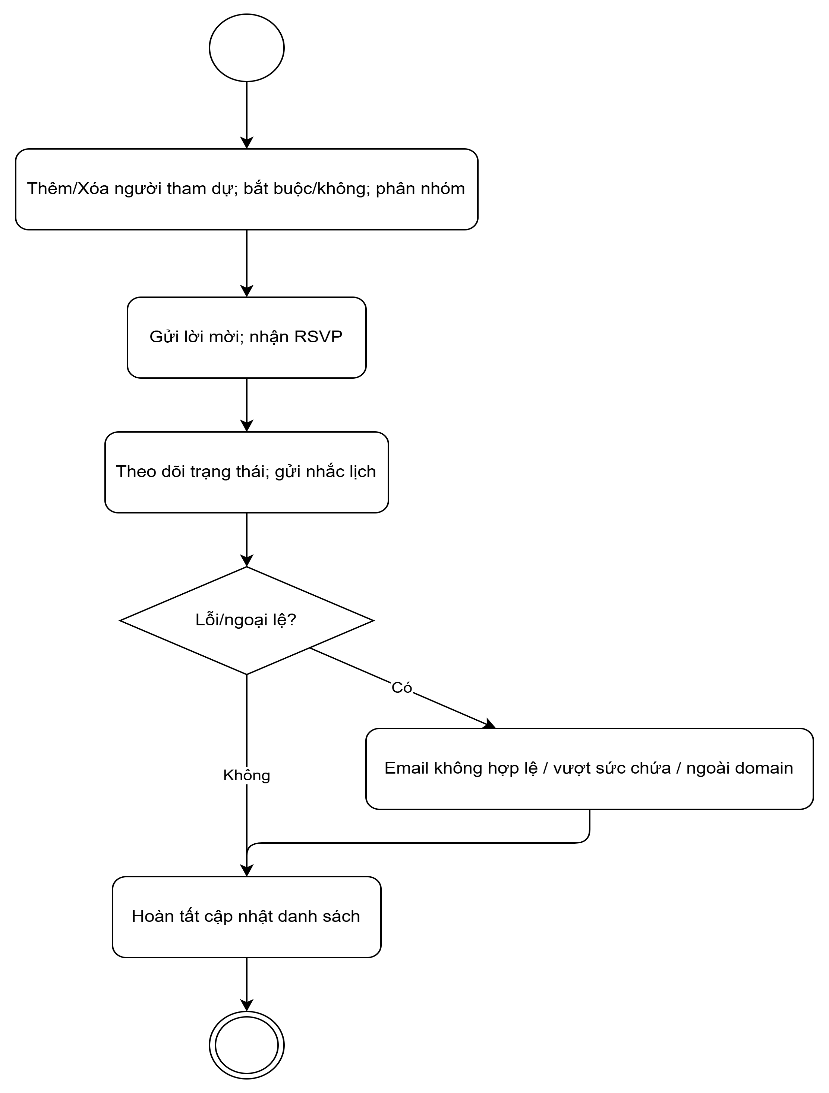 Thêm/Xóa người tham dự; bắt buộc/không; phân nhóm
Gửi lời mời; nhận RSVP
Theo dõi trạng thái; gửi nhắc lịch
Lỗi/ngoại lệ?
Có
Email không hợp lệ / vượt sức chứa / ngoài domain
Không
Hoàn tất cập nhật danh sách